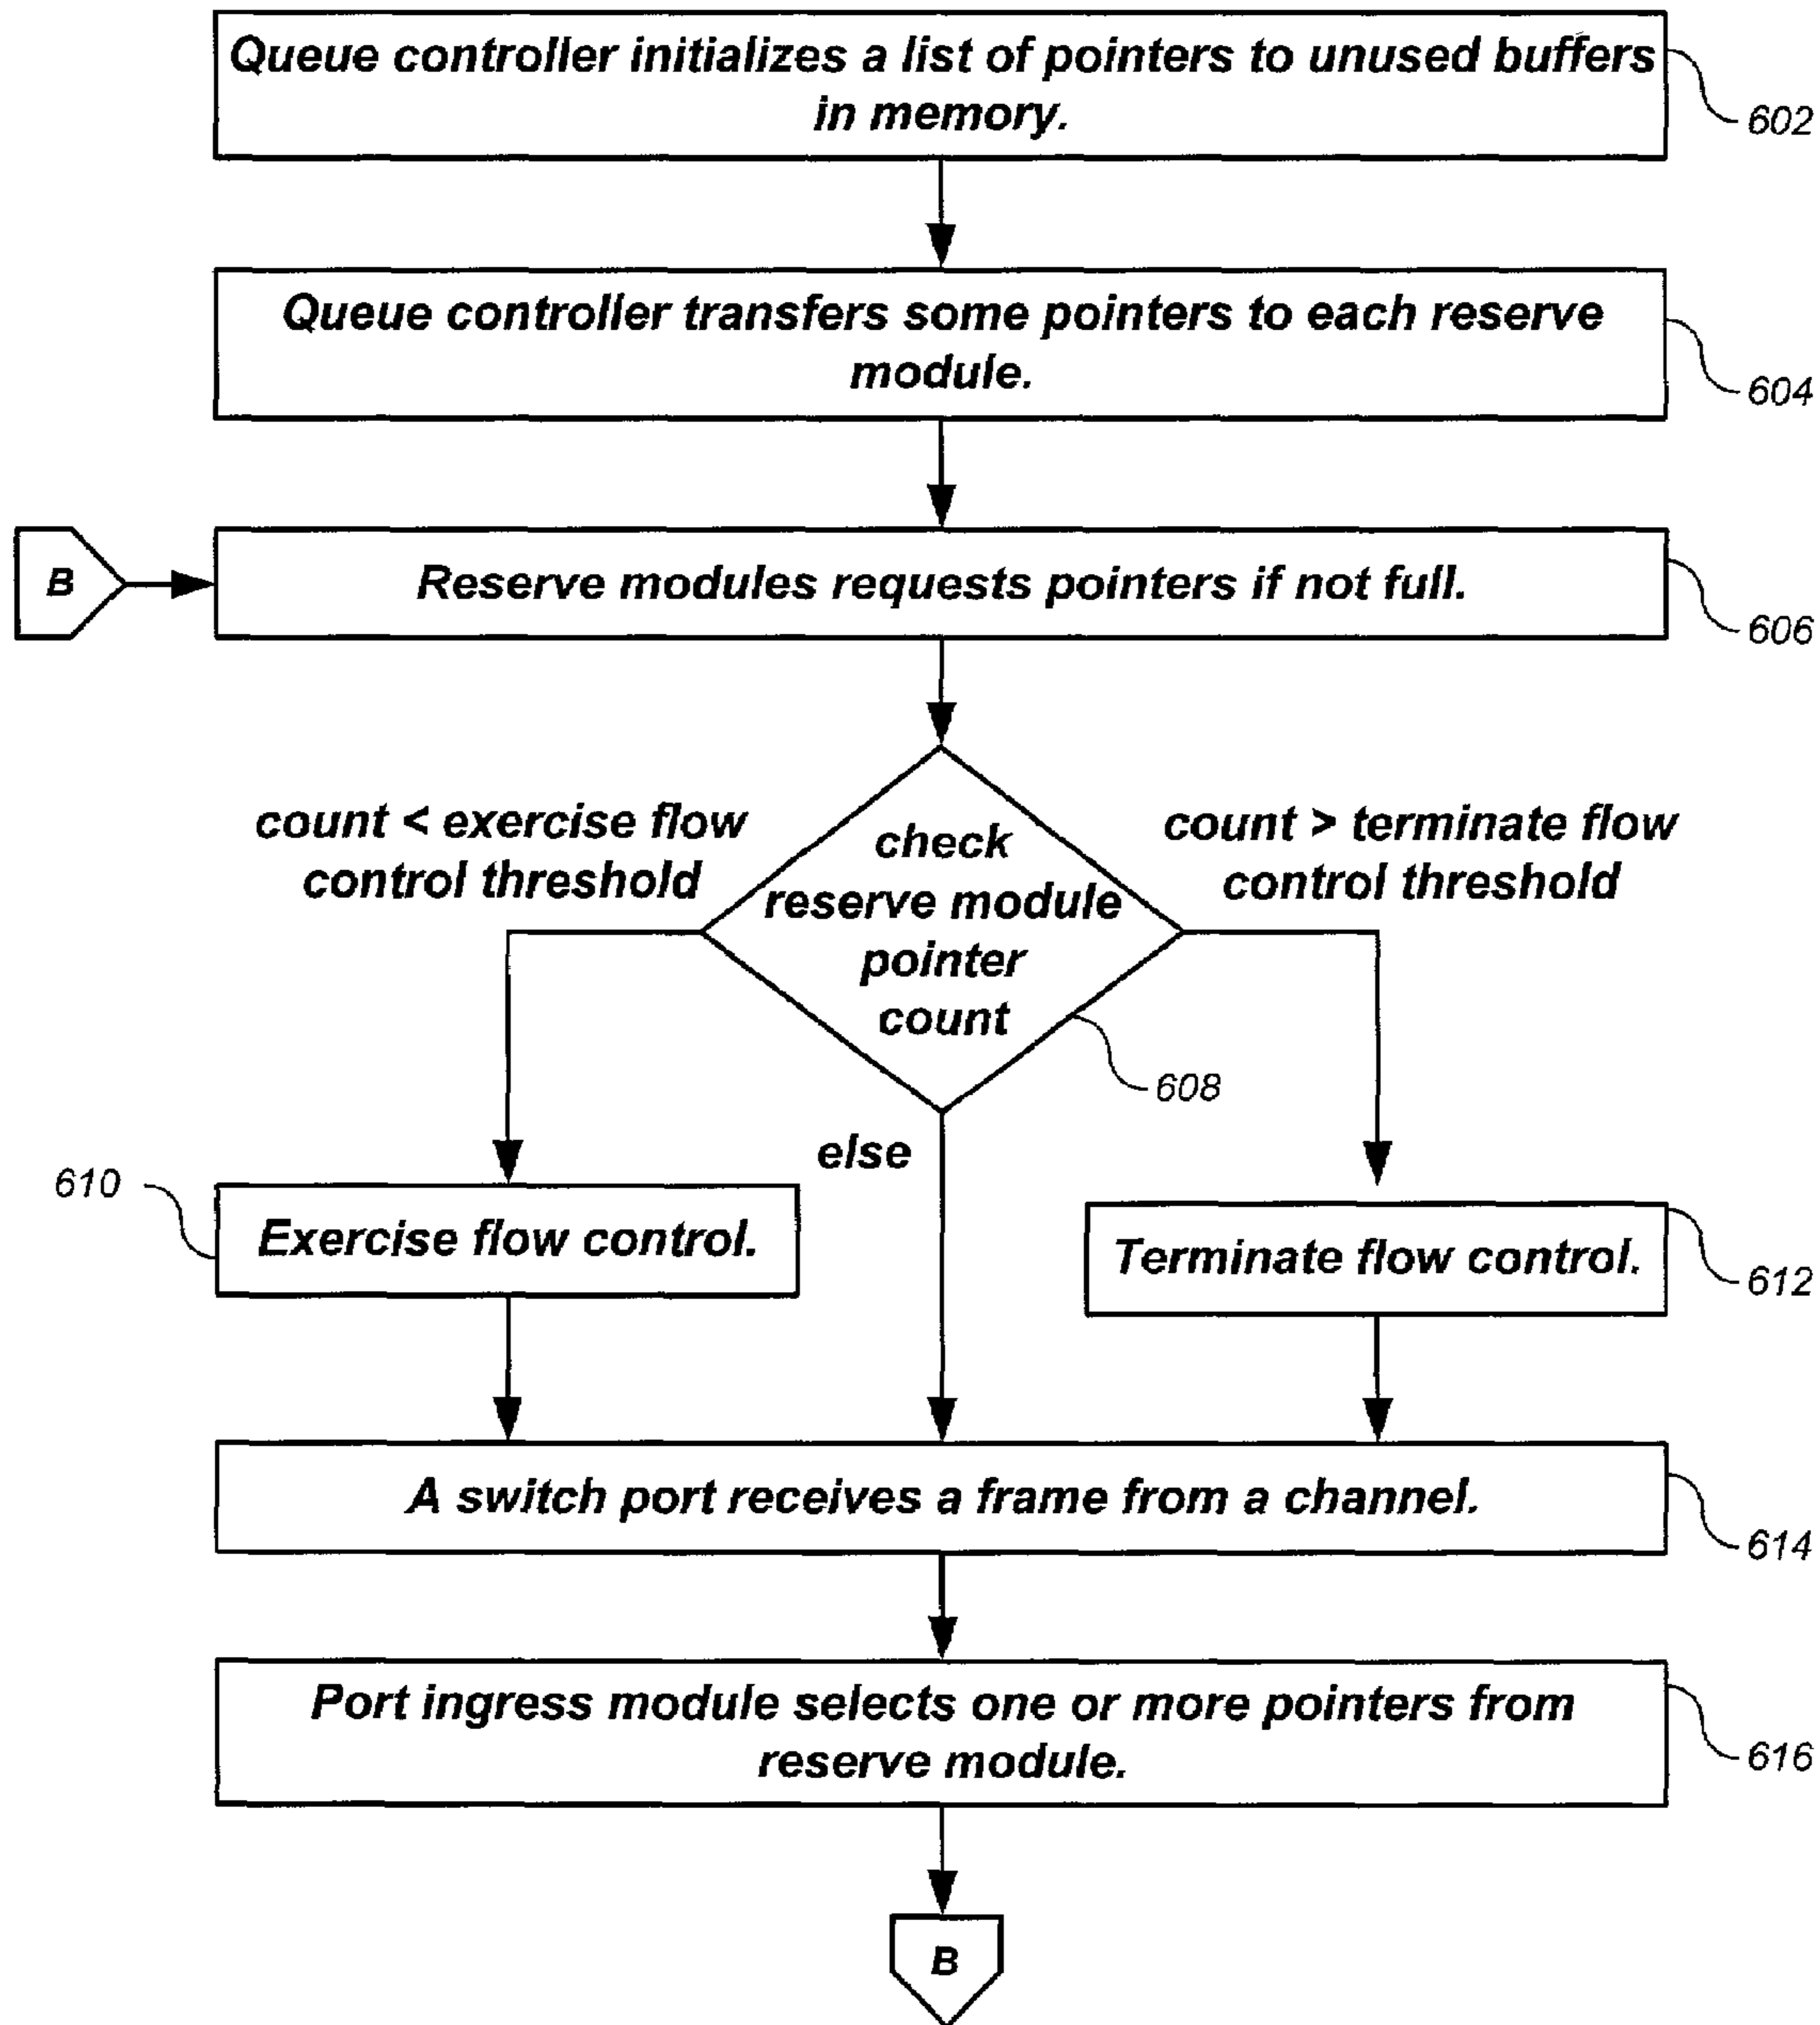 Queue controller initializes a list of pointers to unused buffers
in memory.
602
Queue controller transfers some pointers to each reserve
module.
604
B
Reserve modules requests pointers if not full.
606
count < exercise flow
control threshold
check
reserve module
pointer
count
count > terminate flow
control threshold
608
else
610
Exercise flow control.
Terminate flow control.
612
A switch port receives a frame from a channel.
614
Port ingress module selects one or more pointers from
reserve module.
616
B